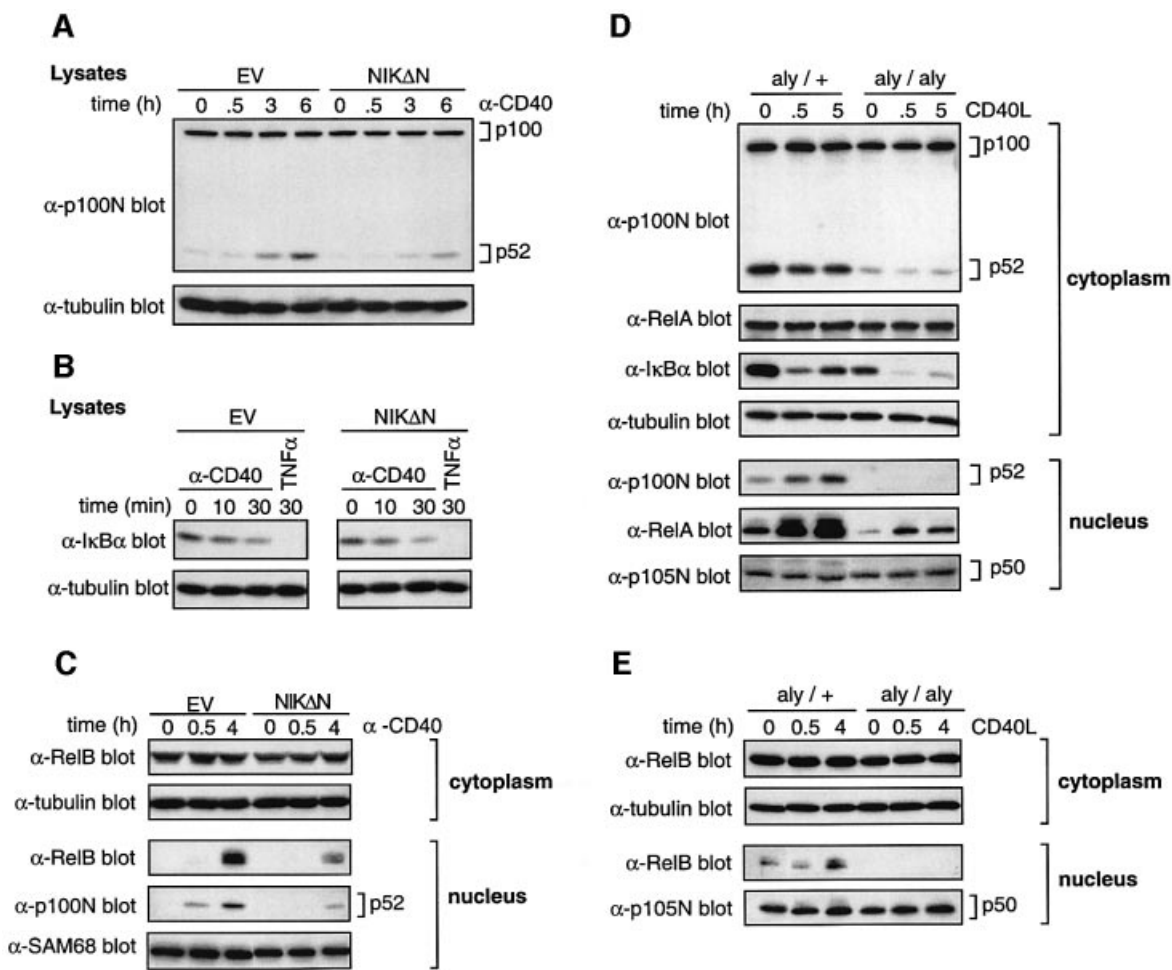 A
Lysates
EV
NIKΔN
time (h)
0 .5 3 6 0 .5 3 6
α-CD40
p100
α-p100N blot
p52
α-tubulin blot
B
Lysates
EV
NIKΔN
α-CD40
TNFα
α-CD40
TNFα
time (min)
0 10 30 30
0 10 30 30
α-IκBα blot
α-tubulin blot
C
EV
NIKΔN
time (h)
0 0.5 4 0 0.5 4
α -CD40
α-RelB blot
α-tubulin blot
cytoplasm
α-RelB blot
α-p100N blot
p52
α-SAM68 blot
nucleus
D
aly / +
aly / aly
time (h)
0 .5 5 0 .5 5
CD40L
p100
α-p100N blot
p52
α-RelA blot
α-IκBα blot
α-tubulin blot
cytoplasm
α-p100N blot
p52
α-RelA blot
α-p105N blot
p50
nucleus
E
aly / +
aly / aly
time (h)
0 0.5 4 0 0.5 4
CD40L
α-RelB blot
α-tubulin blot
cytoplasm
α-RelB blot
α-p105N blot
p50
nucleus